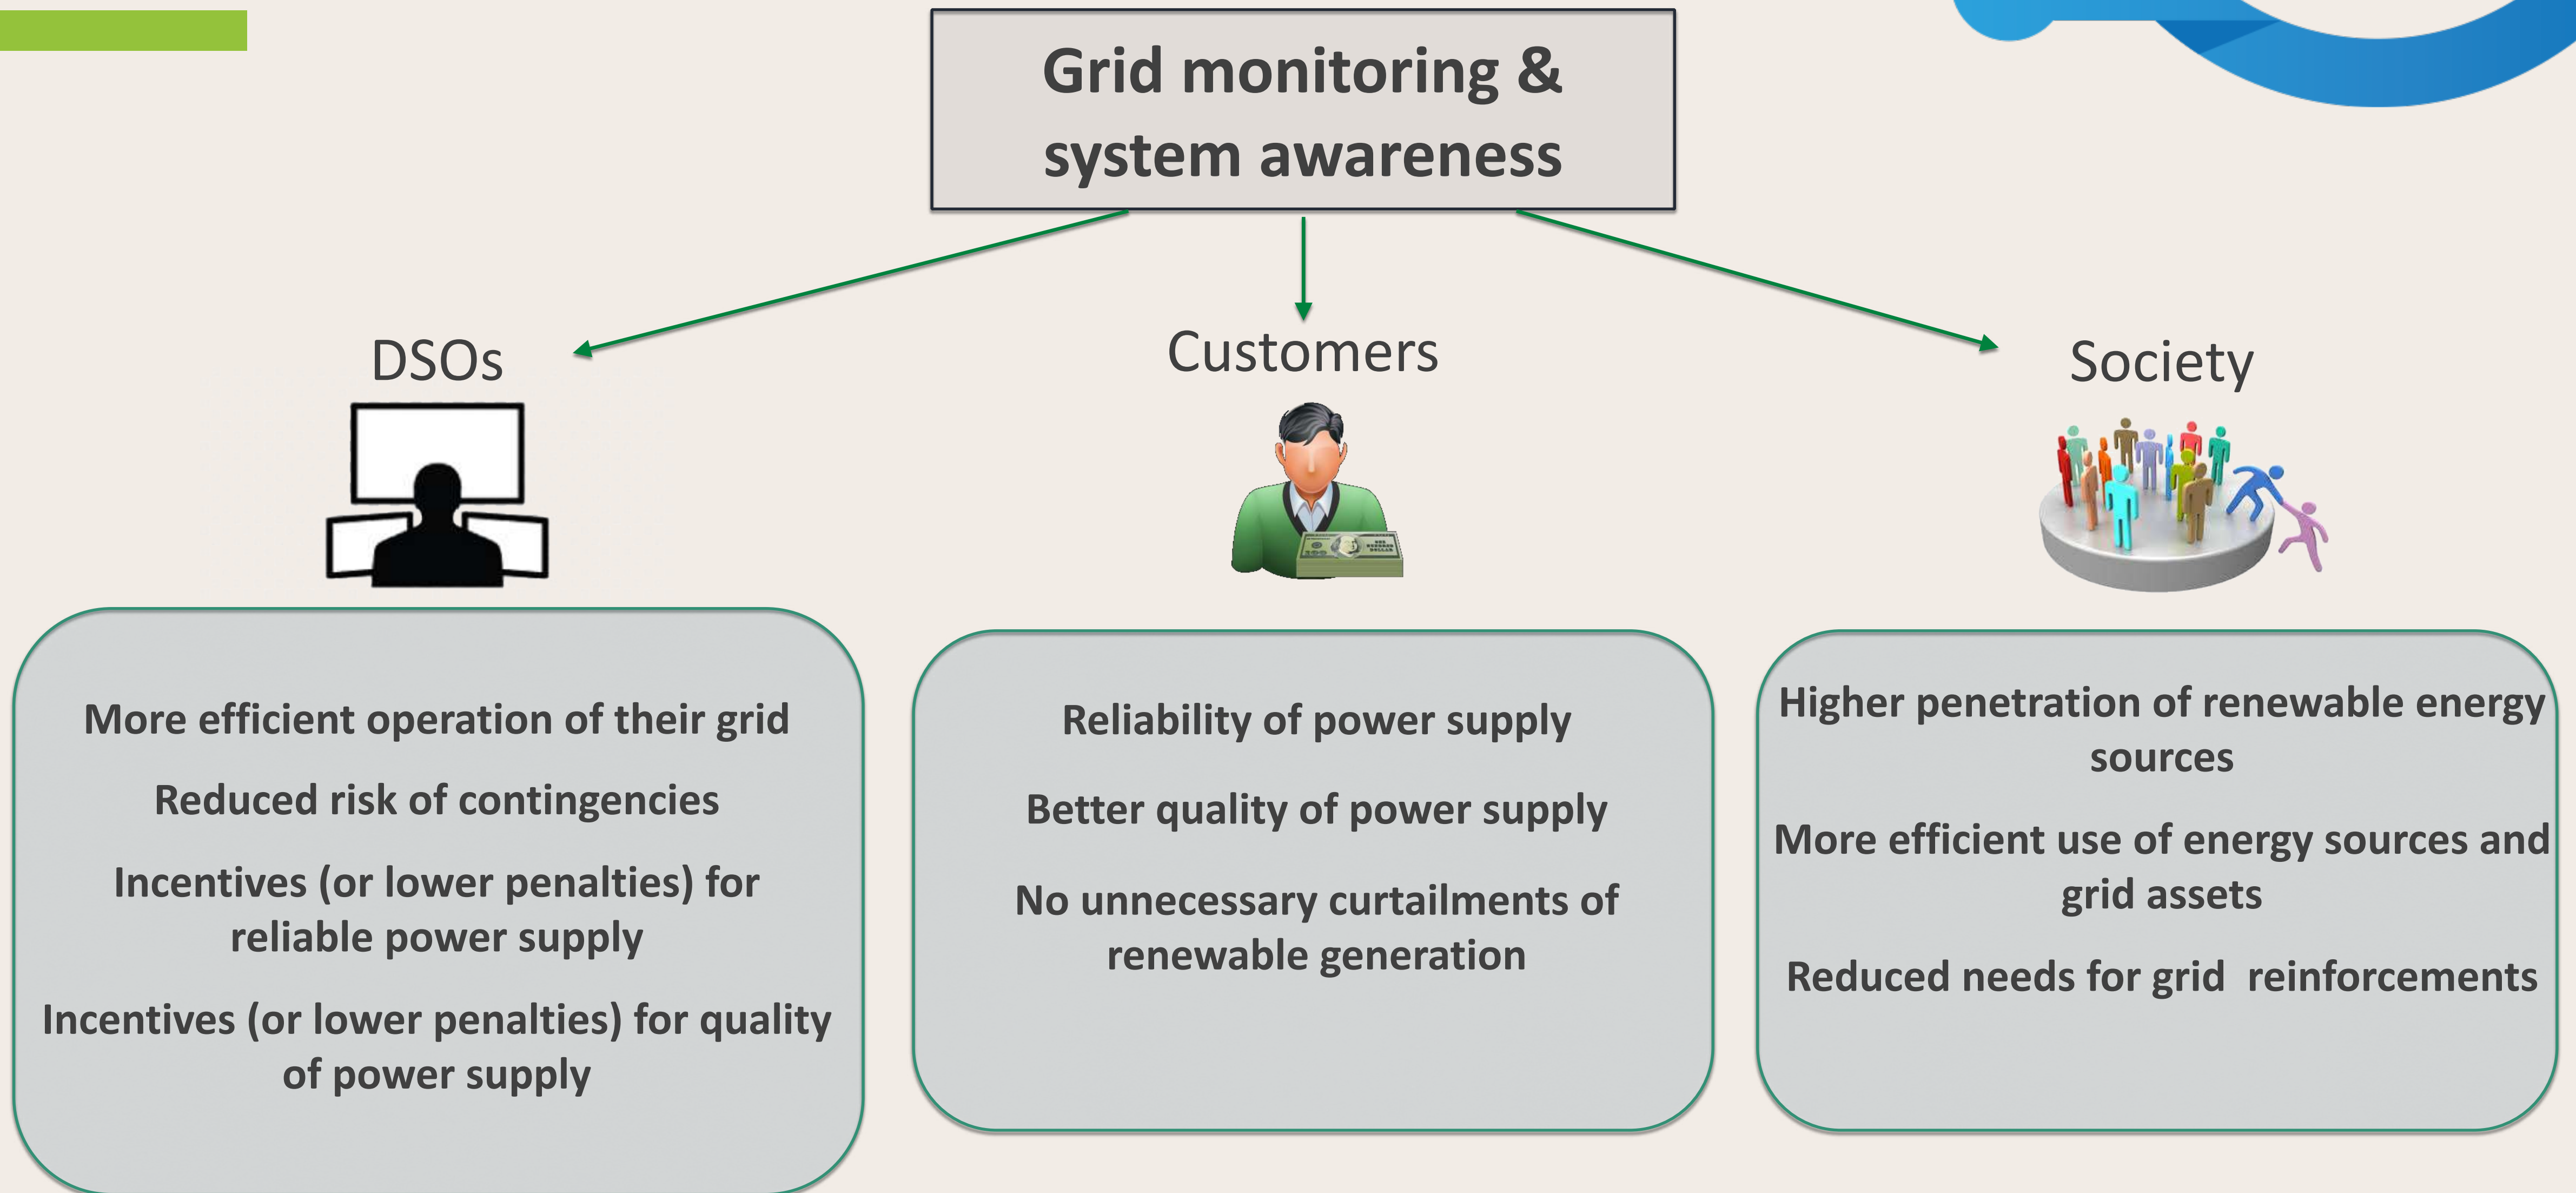 Grid monitoring &
system awareness
DSOs
Customers
Society
More efficient operation of their grid
Reduced risk of contingencies
Incentives (or lower penalties) for
reliable power supply
Incentives (or lower penalties) for quality
of power supply
Reliability of power supply
Better quality of power supply
No unnecessary curtailments of
renewable generation
Higher penetration of renewable energy
sources
More efficient use of energy sources and
grid assets
Reduced needs for grid  reinforcements